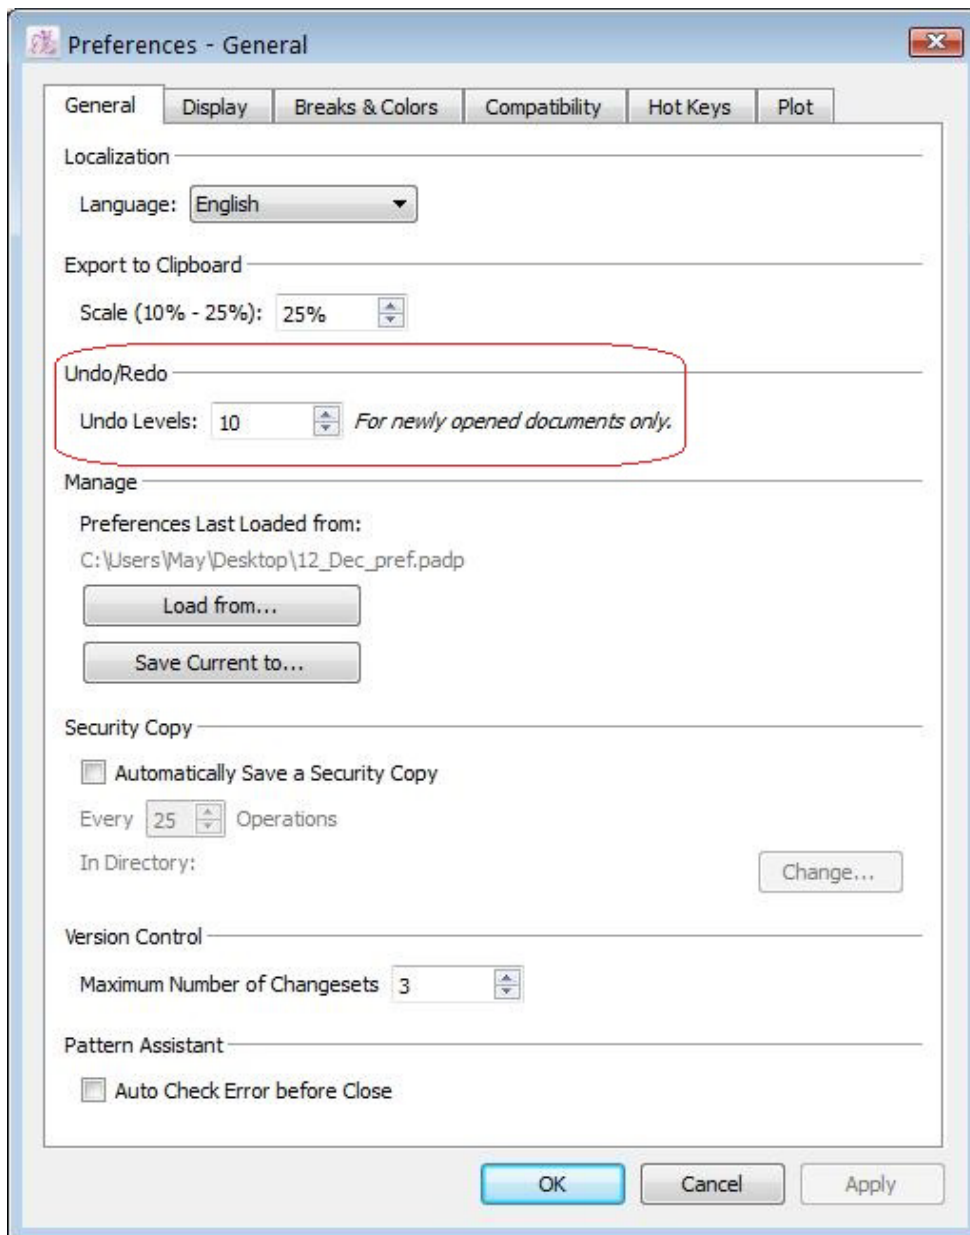 Preferences - General
General Display Breaks & Colors Compatibility Hot Keys Plot
Localization
Language: English
Export to Clipboard
Scale (10% - 25%): 25%
Undo/Redo
Undo Levels: 10 For newly opened documents only.
Manage
Preferences Last Loaded from:
C:\Users\May\Desktop\12_Dec_pref.padp
Load from...
Save Current to...
Security Copy
Automatically Save a Security Copy
Every 25 Operations
In Directory:
Change...
Version Control
Maximum Number of Changesets 3
Pattern Assistant
Auto Check Error before Close
OK Cancel Apply